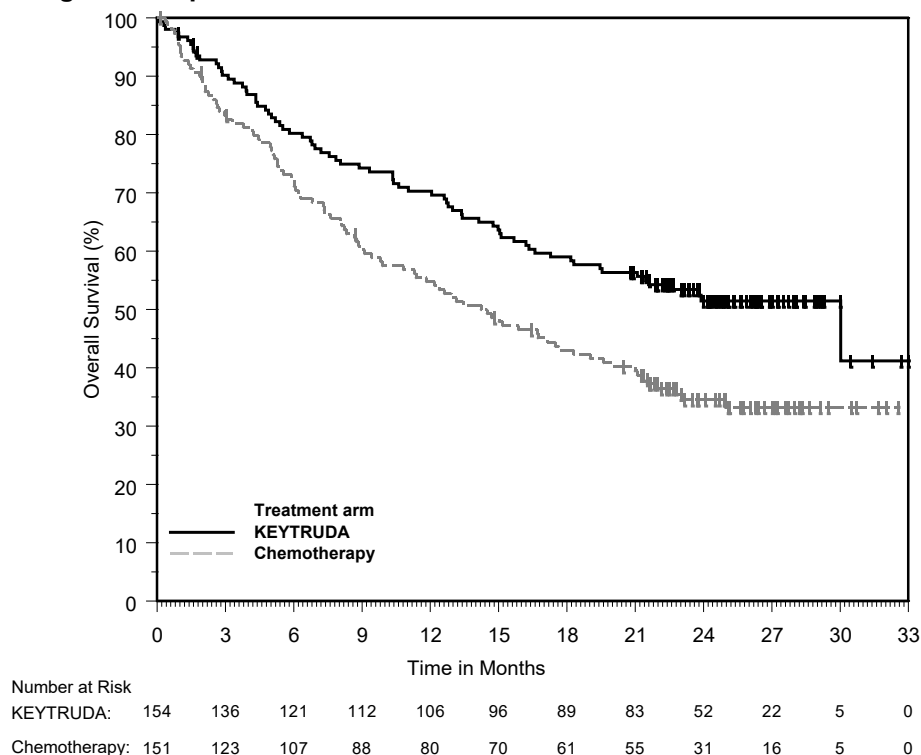 100
90
80
70
60
50
40
30
20
10
0
Overall Survival (%)
Treatment arm
KEYTRUDA
Chemotherapy
0 3 6 9 12 15 18 21 24 27 30 33
Time in Months
Number at Risk
KEYTRUDA: 154 136 121 112 106 96 89 83 52 22 5 0
Chemotherapy: 151 123 107 88 80 70 61 55 31 16 5 0